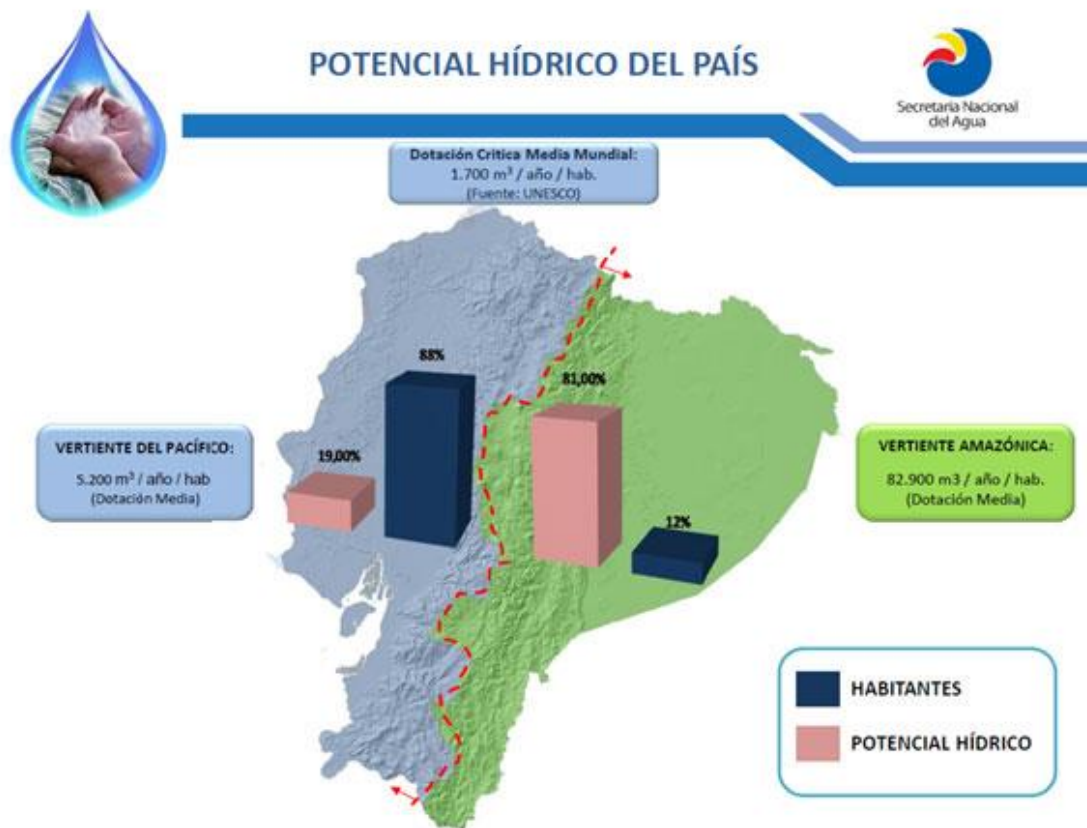 POTENCIAL HÍDRICO DEL PAÍS
Secretaría Nacional
del Agua
Dotación Critica Media Mundial:
1.700 m³ / año / hab.
(Fuente: UNESCO)
88%
81,00%
19,00%
12%
VERTIENTE DEL PACÍFICO:
5.200 m³ / año / hab
(Dotación Media)
VERTIENTE AMAZÓNICA:
82.900 m3 / año / hab.
(Dotación Media)
HABITANTES
POTENCIAL HÍDRICO